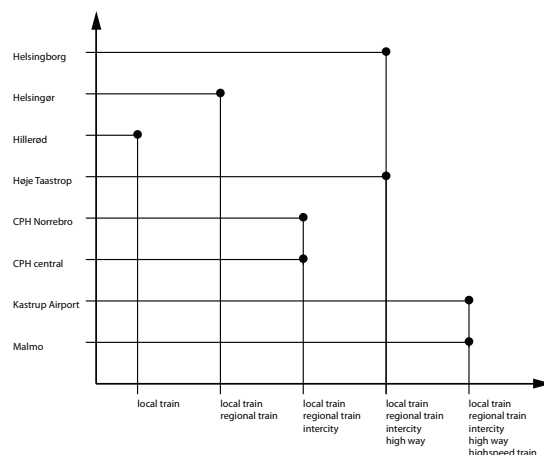 Helsingborg
Helsingør
Hillerød
Høje Taastrop
CPH Norrebro
CPH central
Kastrup Airport
Malmo
local train
local train
regional train
local train
regional train
intercity
local train
regional train
intercity
high way
local train
regional train
intercity
high way
highspeed train